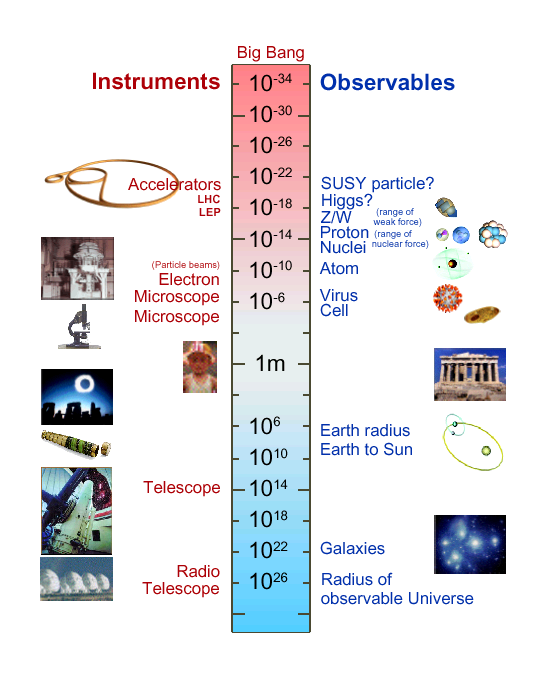 Big Bang
Instruments
Observables
10-34
10-30
10-26
10-22
10-18
10-14
10-10
10-6
1m
106
1010
1014
1018
1022
1026
Accelerators
LHC
LEP
(Particle beams)
Electron
Microscope
Microscope
Telescope
Radio
Telescope
SUSY particle?
Higgs?
Z/W
(range of
weak force)
Proton
Nuclei
(range of
nuclear force)
Atom
Virus
Cell
Earth radius
Earth to Sun
Galaxies
Radius of
observable Universe